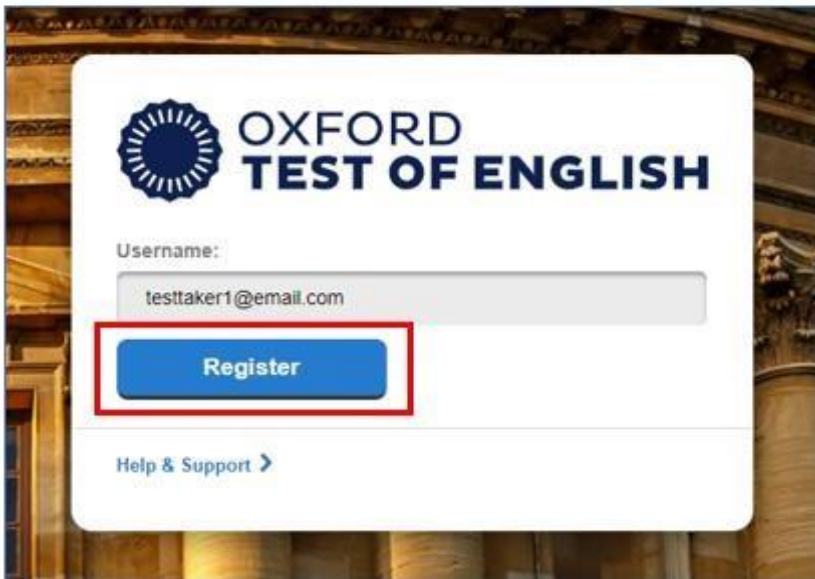 OXFORD
TEST OF ENGLISH
Username:
testtaker1@email.com
Register
Help & Support >